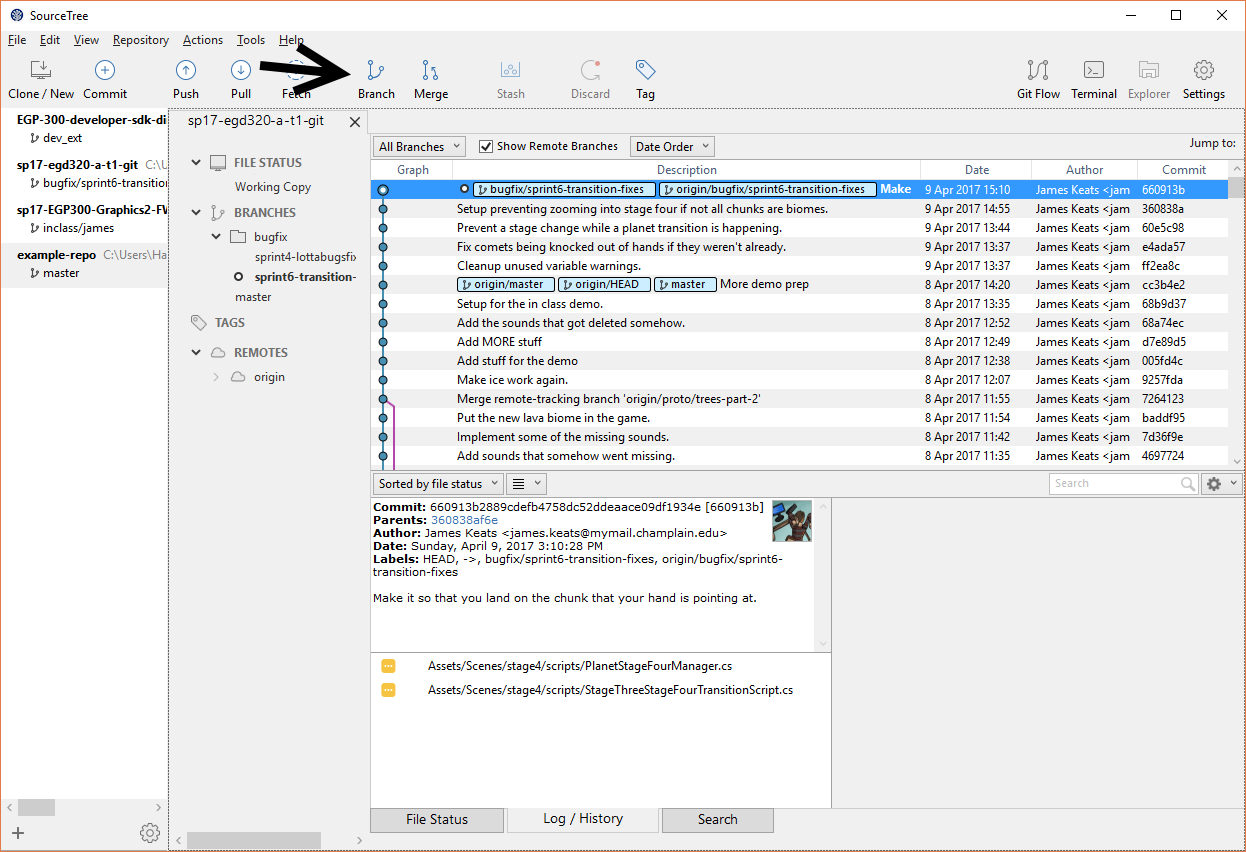 SourceTree
File Edit View Repository Actions Tools Help
Clone / New Commit Push Pull Fetch Branch Merge Stash Discard Tag Git Flow Terminal Explorer Settings
EGP-300-developer-sdk-di
dev_ext
sp17-egd320-a-t1-git C:\U
bugfix/sprint6-transition
sp17-EGP300-Graphics2-FW
inclass/james
example-repo C:\Users\Ha
master
sp17-egd320-a-t1-git
FILE STATUS
Working Copy
BRANCHES
bugfix
sprint4-lottabugsfix
sprint6-transition-
master
TAGS
REMOTES
origin
All Branches Show Remote Branches Date Order Jump to:
Graph Description Date Author Commit
bugfix/sprint6-transition-fixes origin/bugfix/sprint6-transition-fixes Make 9 Apr 2017 15:10 James Keats <jam 660913b
Setup preventing zooming into stage four if not all chunks are biomes. 9 Apr 2017 14:55 James Keats <jam 360838a
Prevent a stage change while a planet transition is happening. 9 Apr 2017 13:44 James Keats <jam 60e5c98
Fix comets being knocked out of hands if they weren't already. 9 Apr 2017 13:37 James Keats <jam e4ada57
Cleanup unused variable warnings. 9 Apr 2017 13:37 James Keats <jam ff2ea8c
origin/master origin/HEAD master More demo prep 8 Apr 2017 14:20 James Keats <jam cc3b4e2
Setup for the in class demo. 8 Apr 2017 13:35 James Keats <jam 68b9d37
Add the sounds that got deleted somehow. 8 Apr 2017 12:52 James Keats <jam 68a74ec
Add MORE stuff 8 Apr 2017 12:49 James Keats <jam d7e89d5
Add stuff for the demo 8 Apr 2017 12:38 James Keats <jam 005fd4c
Make ice work again. 8 Apr 2017 12:07 James Keats <jam 9257fda
Merge remote-tracking branch 'origin/proto/trees-part-2' 8 Apr 2017 11:55 James Keats <jam 7264123
Put the new lava biome in the game. 8 Apr 2017 11:54 James Keats <jam baddf95
Implement some of the missing sounds. 8 Apr 2017 11:42 James Keats <jam 7d36f9e
Add sounds that somehow went missing. 8 Apr 2017 11:35 James Keats <jam 4697724
Sorted by file status Search
Commit: 660913b2889cdefb4758dc52ddeaace09df1934e [660913b]
Parents: 360838af6e
Author: James Keats <james.keats@mymail.champlain.edu>
Date: Sunday, April 9, 2017 3:10:28 PM
Labels: HEAD, ->, bugfix/sprint6-transition-fixes, origin/bugfix/sprint6-
transition-fixes
Make it so that you land on the chunk that your hand is pointing at.
Assets/Scenes/stage4/scripts/PlanetStageFourManager.cs
Assets/Scenes/stage4/scripts/StageThreeStageFourTransitionScript.cs
File Status Log / History Search